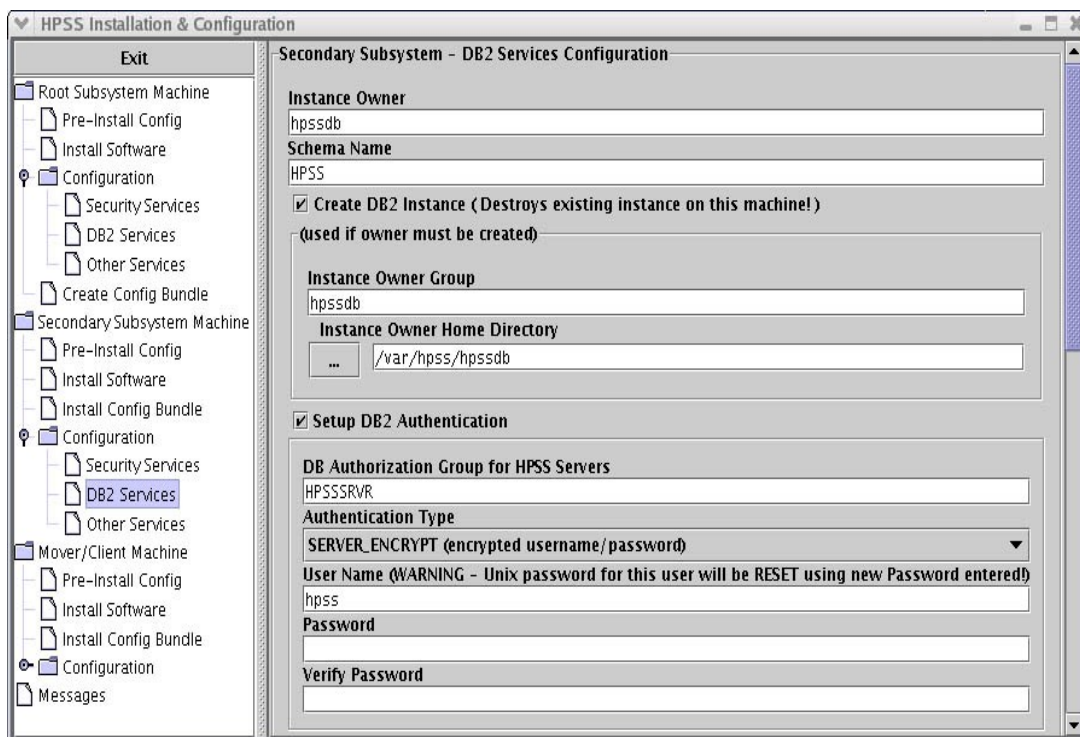 HPSS Installation & Configuration
Exit
Root Subsystem Machine
Pre-Install Config
Install Software
Configuration
Security Services
DB2 Services
Other Services
Create Config Bundle
Secondary Subsystem Machine
Pre-Install Config
Install Software
Install Config Bundle
Configuration
Security Services
DB2 Services
Other Services
Mover/Client Machine
Pre-Install Config
Install Software
Install Config Bundle
Configuration
Messages
Secondary Subsystem - DB2 Services Configuration
Instance Owner
hpssdb
Schema Name
HPSS
Create DB2 Instance (Destroys existing instance on this machine!)
(used if owner must be created)
Instance Owner Group
hpssdb
Instance Owner Home Directory
...
/var/hpss/hpssdb
Setup DB2 Authentication
DB Authorization Group for HPSS Servers
HPSSSRVR
Authentication Type
SERVER_ENCRYPT (encrypted username/password)
User Name (WARNING - Unix password for this user will be RESET using new Password entered!)
hpss
Password
Verify Password